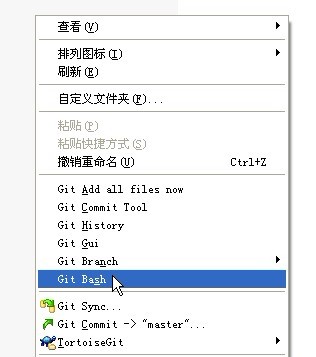 查看(V)
排列图标(I)
刷新(E)
自定义文件夹(F)...
粘贴(P)
粘贴快捷方式(S)
撤销重命名(U) Ctrl+Z
Git Add all files now
Git Commit Tool
Git History
Git Gui
Git Branch
Git Bash
Git Sync...
Git Commit -> "master"...
TortoiseGit